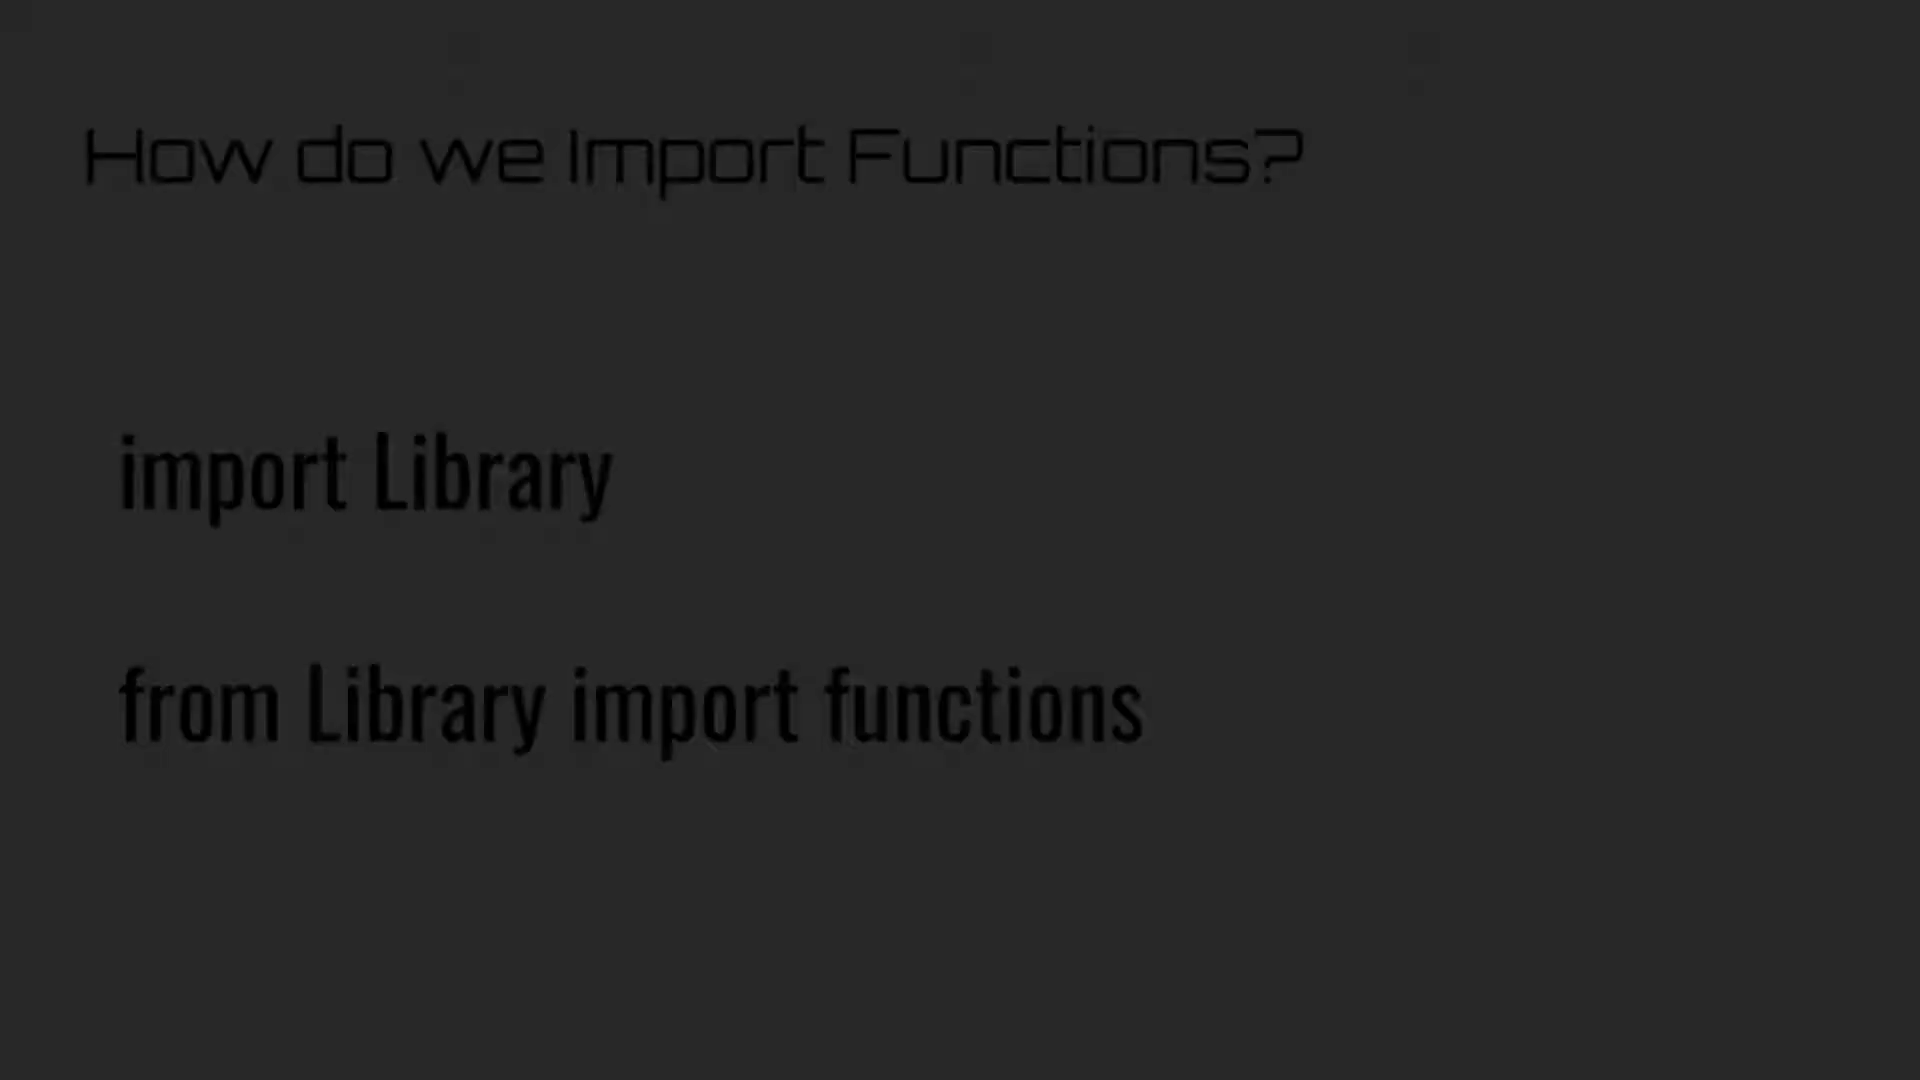 How do we Import Functions?
import Library
from Library import functions